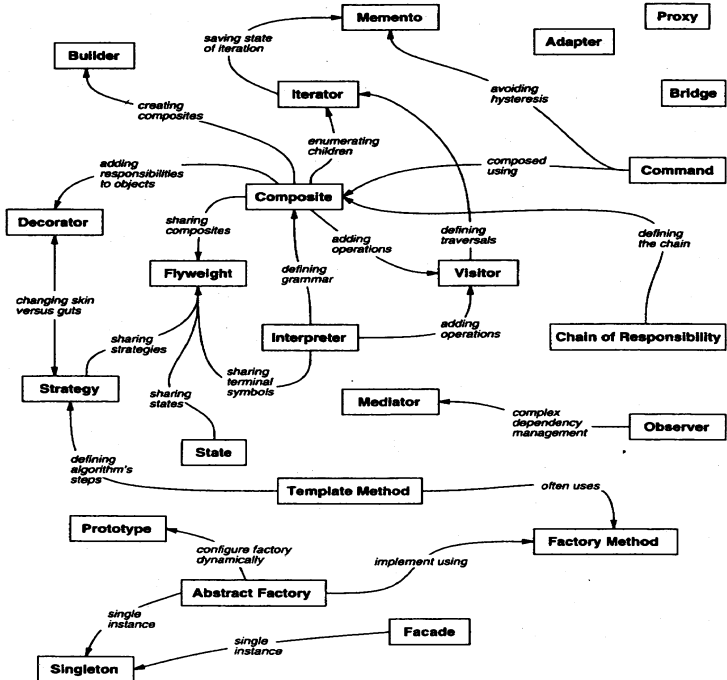 Memento
Proxy
saving state
of iteration
Adapter
Builder
Iterator
avoiding
hysteresis
Bridge
creating
composites
enumerating
children
adding
responsibilities
to objects
composed
using
Command
Composite
Decorator
sharing
composites
adding
operations
defining
traversals
defining
the chain
Flyweight
defining
grammar
Visitor
changing skin
versus guts
sharing
strategies
Interpreter
adding
operations
Chain of Responsibility
Strategy
sharing
terminal
symbols
sharing
states
Mediator
complex
dependency
management
Observer
State
defining
algorithm's
steps
Template Method
often uses
Prototype
Factory Method
configure factory
dynamically
implement using
Abstract Factory
single
instance
Facade
single
instance
Singleton